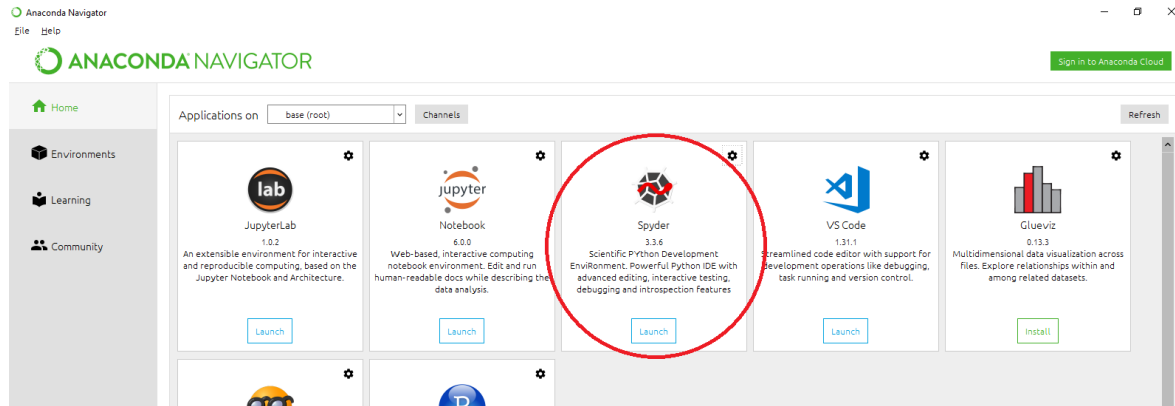 Anaconda Navigator
File Help
ANACONDA NAVIGATOR
Sign in to Anaconda Cloud
Home
Environments
Learning
Community
Applications on base (root) Channels Refresh
lab
JupyterLab
1.0.2
An extensible environment for interactive
and reproducible computing, based on the
Jupyter Notebook and Architecture.
Launch
jupyter
Notebook
6.0.0
Web-based, interactive computing
notebook environment. Edit and run
human-readable docs while describing the
data analysis.
Launch
Spyder
3.3.6
Scientific PYthon Development
EnviRonment. Powerful Python IDE with
advanced editing, interactive testing,
debugging and introspection features
Launch
VS Code
1.31.1
Streamlined code editor with support for
development operations like debugging,
task running and version control.
Launch
Glueviz
0.13.3
Multidimensional data visualization across
files. Explore relationships within and
among related datasets.
Install